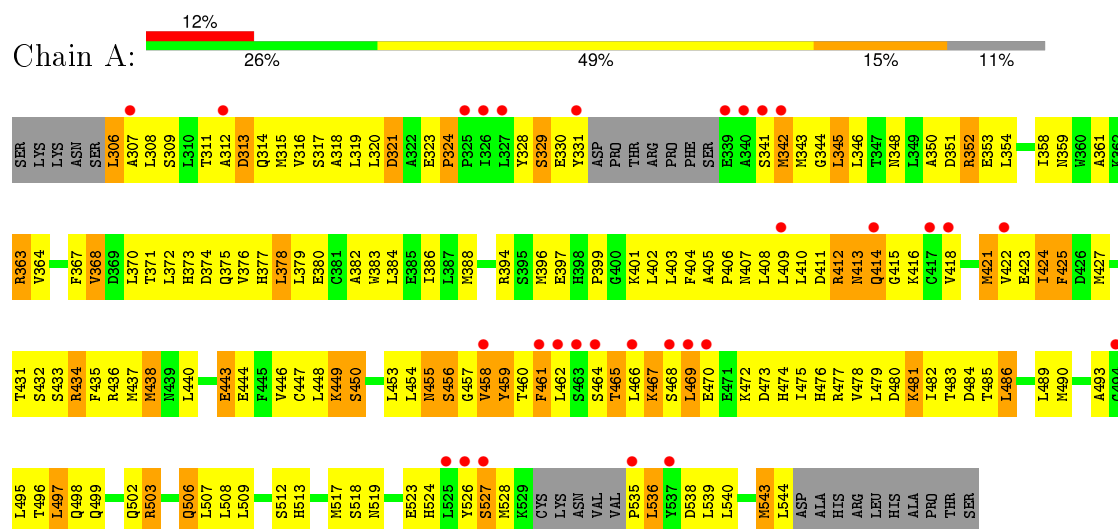 12%
Chain A:
26% 49% 15% 11%
SER LYS LYS ASN SER L306 A307 L308 S309 L310 T311 A312 D313 Q314 M315 V316 S317 A318 L319 L320 D321 A322 E323 P324 P325 I326 L327 Y328 S329 E330 Y331 ASP PRO THR ARG PRO PHE SER E339 A340 S341 M342 M343 G344 L345 L346 T347 N348 L349 A350 D351 R352 E353 L354 I358 N359 W360 A361 K362
R363 V364 F367 V368 D369 L370 T371 L372 H373 D374 Q375 V376 H377 L378 L379 E380 C381 A382 W383 L384 E385 I386 L387 M388 R394 S395 M396 E397 H398 P399 G400 K401 L402 L403 F404 A405 P406 N407 L408 L409 L410 D411 R412 N413 Q414 G415 K416 C417 V418 M421 V422 E423 I424 F425 D426 M427
T431 S432 S433 R434 F435 R436 M437 M438 N439 L440 E443 E444 F445 V446 C447 L448 K449 S450 L453 L454 N455 S456 G457 V458 Y459 T460 F461 L462 S463 S464 T465 L466 K467 S468 L469 E470 E471 K472 D473 H474 I475 H476 R477 V478 L479 D480 K481 I482 T483 D484 T485 L486 L489 M490 A493
L495 T496 L497 Q498 Q499 Q502 R503 Q506 L507 L508 L509 S512 H513 M517 S518 N519 E523 H524 L525 Y526 S527 M528 K529 CYS LYS ASN VAL VAL P535 L536 Y537 D538 L539 L540 M543 L544 ASP ALA HIS ARG LEU HIS ALA PRO THR SER